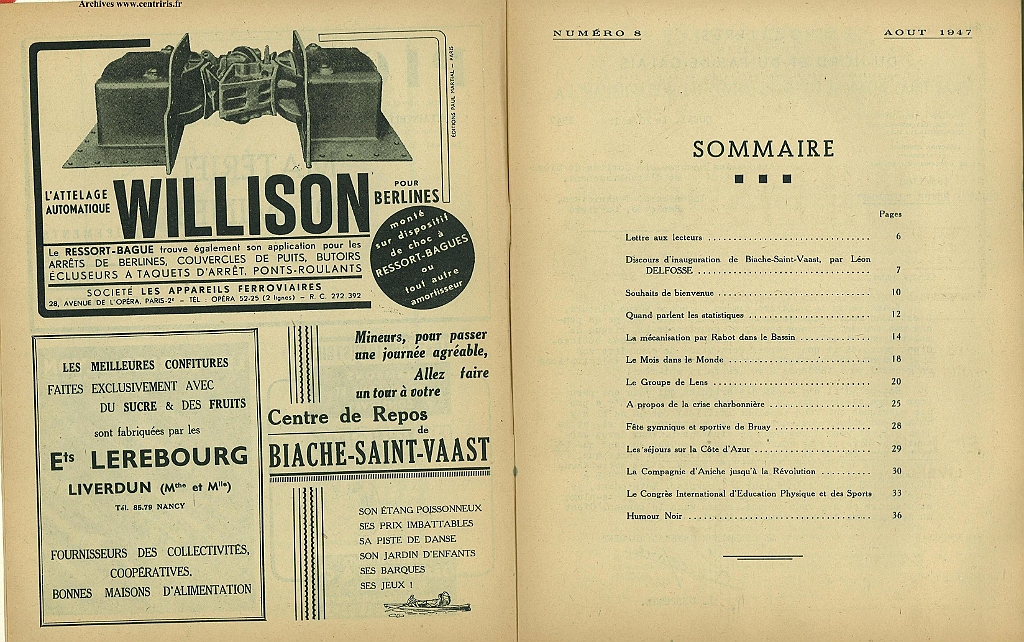 Archives www.centriris.fr
ÉDITIONS PAUL MARTIAL - PARIS
L'ATTELAGE
AUTOMATIQUE
WILLISON
POUR
BERLINES
monté
sur dispositif
de choc à
RESSORT-BAGUES
ou
tout autre
amortisseur
Le RESSORT-BAGUE trouve également son application pour les
ARRÊTS DE BERLINES, COUVERCLES DE PUITS, BUTOIRS
ÉCLUSEURS A TAQUETS D'ARRÊT, PONTS-ROULANTS
SOCIETÉ LES APPAREILS FERROVIAIRES
28, AVENUE DE L'OPÉRA, PARIS-2e - TÉL : OPÉRA 52-25 (2 lignes) - R. C. 272 392
LES MEILLEURES CONFITURES
FAITES EXCLUSIVEMENT AVEC
DU SUCRE & DES FRUITS
sont fabriquées par les
Ets LEREBOURG
LIVERDUN (Mthe et Mlle)
Tél. 85.79 NANCY
FOURNISSEURS DES COLLECTIVITÉS,
COOPÉRATIVES,
BONNES MAISONS D'ALIMENTATION
Mineurs, pour passer
une journée agréable,
Allez faire
un tour à votre
Centre de Repos
de
BIACHE-SAINT-VAAST
SON ÉTANG POISSONNEUX
SES PRIX IMBATTABLES
SA PISTE DE DANSE
SON JARDIN D'ENFANTS
SES BARQUES
SES JEUX !
NUMÉRO 8
AOUT 1947
SOMMAIRE
Pages
Lettre aux lecteurs ........ 6
Discours d'inauguration de Biache-Saint-Vaast, par Léon
DELFOSSE ........ 7
Souhaits de bienvenue ........ 10
Quand parlent les statistiques ........ 12
La mécanisation par Rabot dans le Bassin ........ 14
Le Mois dans le Monde ........ 18
Le Groupe de Lens ........ 20
A propos de la crise charbonnière ........ 25
Fête gymnique et sportive de Bruay ........ 28
Les séjours sur la Côte d'Azur ........ 29
La Compagnie d'Aniche jusqu'à la Révolution ........ 30
Le Congrès International d'Education Physique et des Sports 33
Humour Noir ........ 36